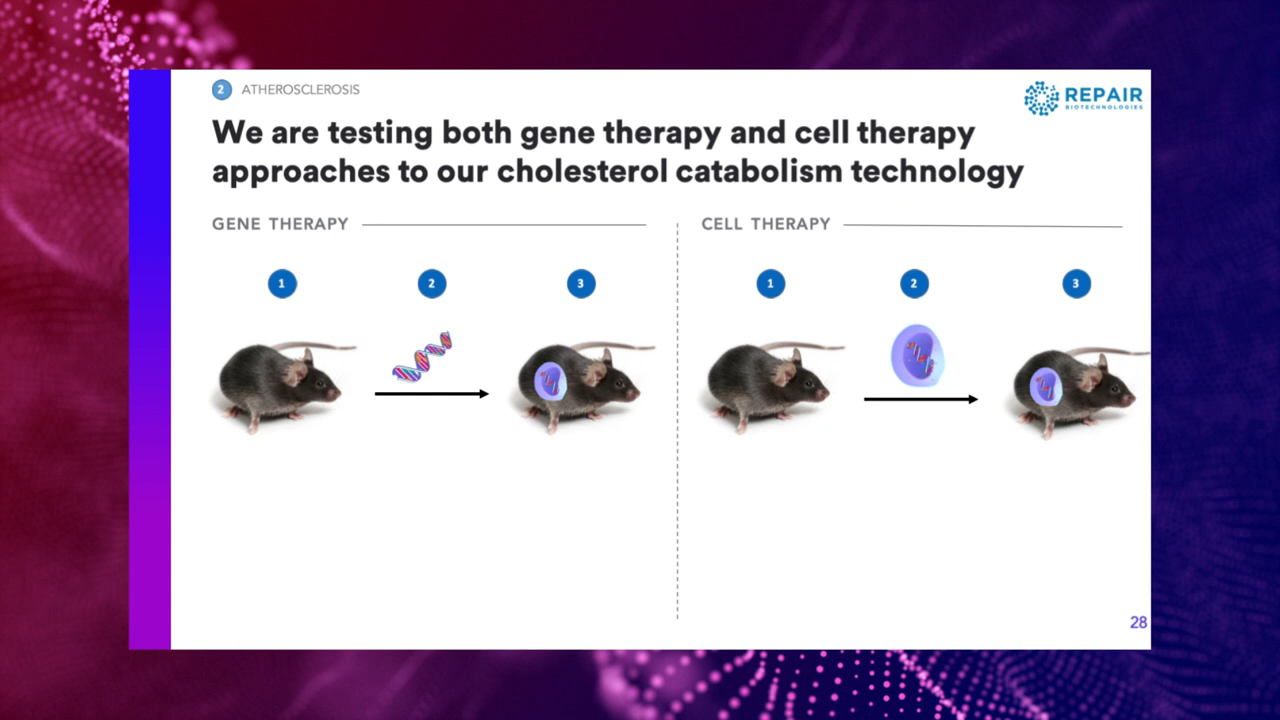 2 ATHEROSCLEROSIS
REPAIR
BIOTECHNOLOGIES
We are testing both gene therapy and cell therapy
approaches to our cholesterol catabolism technology
GENE THERAPY
1 2 3
CELL THERAPY
1 2 3
28